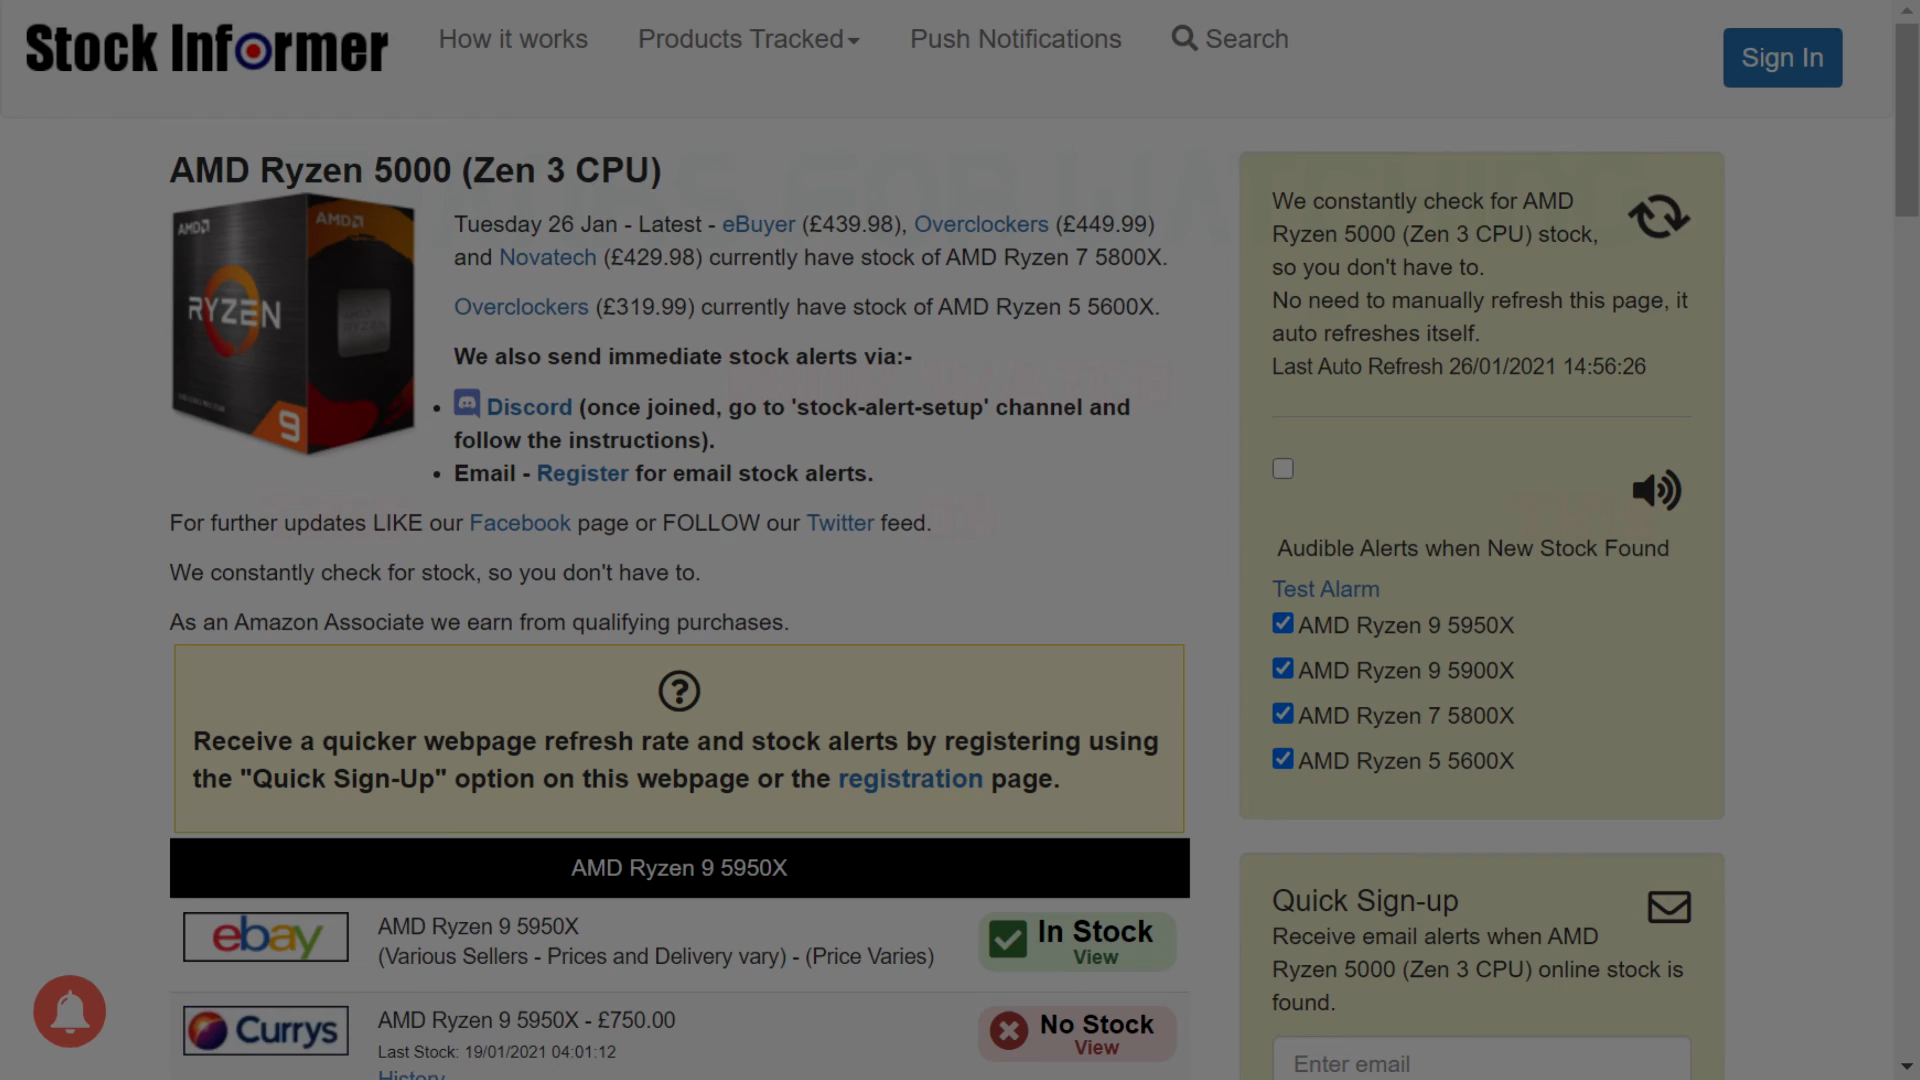 Stock Informer
How it works
Products Tracked
Push Notifications
Search
Sign In
AMD Ryzen 5000 (Zen 3 CPU)
AMD
AMD
RYZEN
9
Tuesday 26 Jan - Latest - eBuyer (£439.98), Overclockers (£449.99)
and Novatech (£429.98) currently have stock of AMD Ryzen 7 5800X.
Overclockers (£319.99) currently have stock of AMD Ryzen 5 5600X.
We also send immediate stock alerts via:-
• Discord (once joined, go to 'stock-alert-setup' channel and
follow the instructions).
• Email - Register for email stock alerts.
For further updates LIKE our Facebook page or FOLLOW our Twitter feed.
We constantly check for stock, so you don't have to.
As an Amazon Associate we earn from qualifying purchases.
Receive a quicker webpage refresh rate and stock alerts by registering using
the "Quick Sign-Up" option on this webpage or the registration page.
AMD Ryzen 9 5950X
ebay
AMD Ryzen 9 5950X
(Various Sellers - Prices and Delivery vary) - (Price Varies)
In Stock
View
Currys
AMD Ryzen 9 5950X - £750.00
Last Stock: 19/01/2021 04:01:12
History
No Stock
View
We constantly check for AMD
Ryzen 5000 (Zen 3 CPU) stock,
so you don't have to.
No need to manually refresh this page, it
auto refreshes itself.
Last Auto Refresh 26/01/2021 14:56:26
Audible Alerts when New Stock Found
Test Alarm
AMD Ryzen 9 5950X
AMD Ryzen 9 5900X
AMD Ryzen 7 5800X
AMD Ryzen 5 5600X
Quick Sign-up
Receive email alerts when AMD
Ryzen 5000 (Zen 3 CPU) online stock is
found.
Enter email